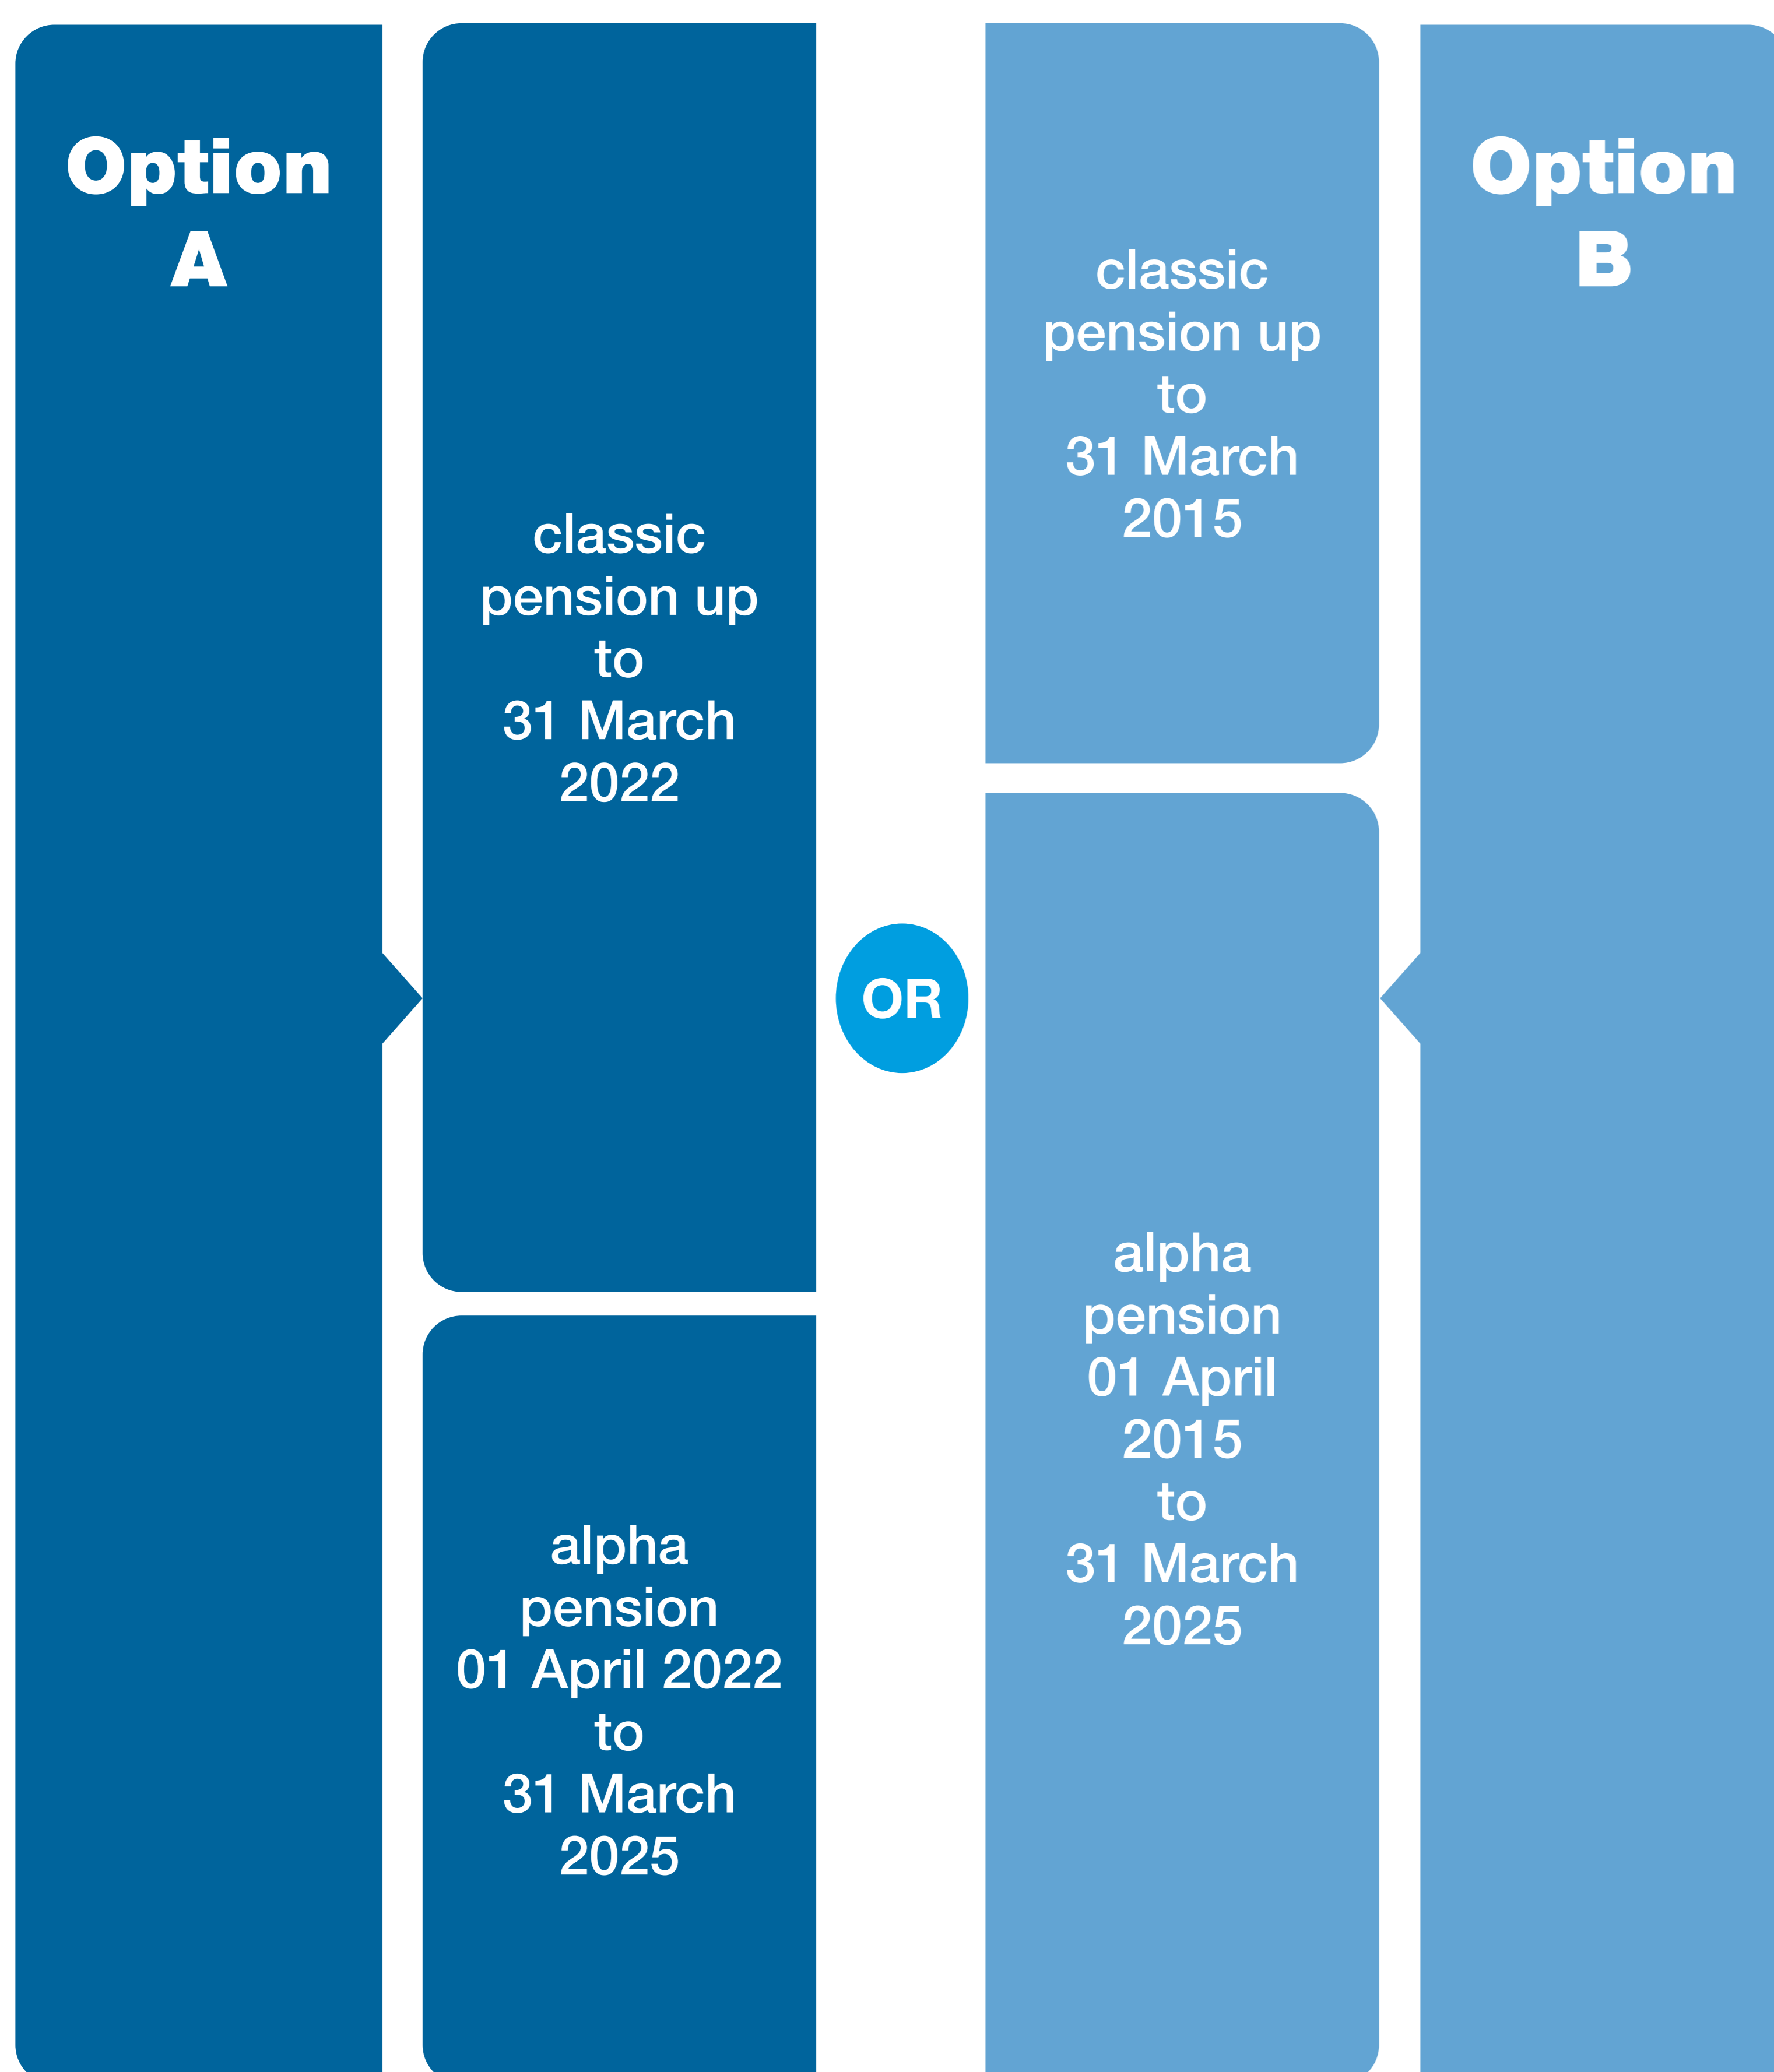 Option
A
classic
pension up
to
31 March
2022
alpha
pension
01 April 2022
to
31 March
2025
OR
classic
pension up
to
31 March
2015
alpha
pension
01 April
2015
to
31 March
2025
Option
B